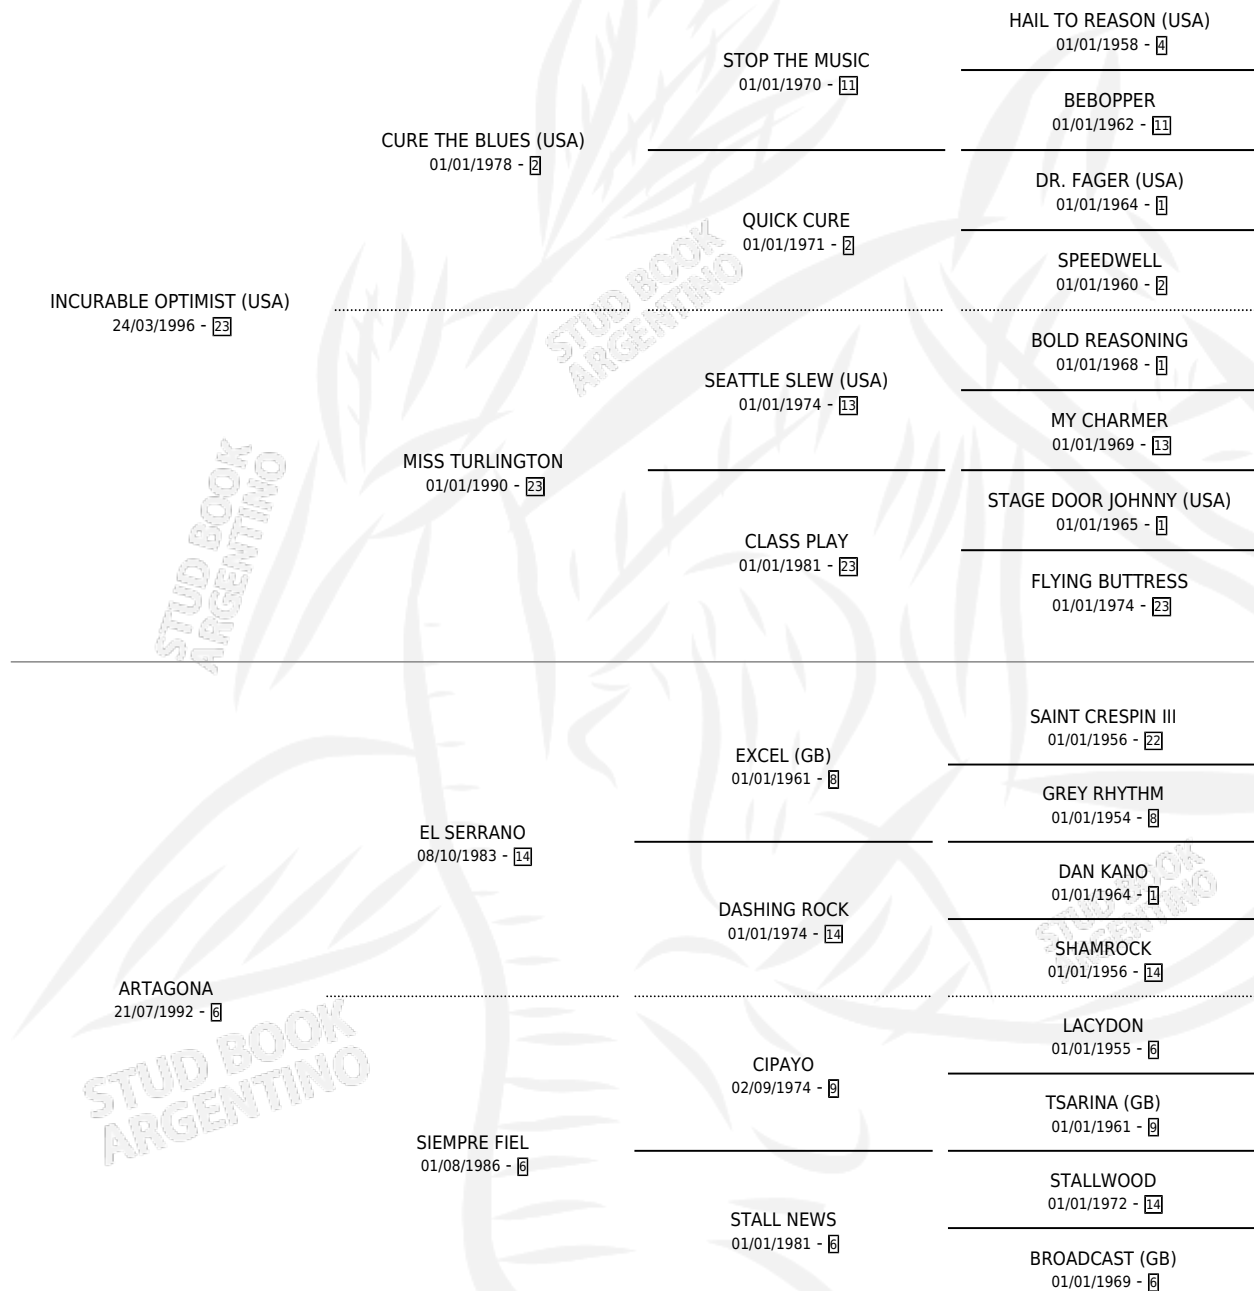 HAIL TO REASON (USA)
01/01/1958 - 4
STOP THE MUSIC
01/01/1970 - 11
BEBOPPER
01/01/1962 - 11
CURE THE BLUES (USA)
01/01/1978 - 2
DR. FAGER (USA)
01/01/1964 - 1
QUICK CURE
01/01/1971 - 2
SPEEDWELL
01/01/1960 - 2
INCURABLE OPTIMIST (USA)
24/03/1996 - 23
BOLD REASONING
01/01/1968 - 1
SEATTLE SLEW (USA)
01/01/1974 - 13
MY CHARMER
01/01/1969 - 13
MISS TURLINGTON
01/01/1990 - 23
STAGE DOOR JOHNNY (USA)
01/01/1965 - 1
CLASS PLAY
01/01/1981 - 23
FLYING BUTTRESS
01/01/1974 - 23
SAINT CRESPIN III
01/01/1956 - 22
EXCEL (GB)
01/01/1961 - 8
GREY RHYTHM
01/01/1954 - 8
EL SERRANO
08/10/1983 - 14
DAN KANO
01/01/1964 - 1
DASHING ROCK
01/01/1974 - 14
SHAMROCK
01/01/1956 - 14
ARTAGONA
21/07/1992 - 6
LACYDON
01/01/1955 - 6
CIPAYO
02/09/1974 - 9
TSARINA (GB)
01/01/1961 - 9
SIEMPRE FIEL
01/08/1986 - 6
STALLWOOD
01/01/1972 - 14
STALL NEWS
01/01/1981 - 6
BROADCAST (GB)
01/01/1969 - 6
STUD BOOK
ARGENTINO
STUD BOOK
ARGENTINO
STUD BOOK
ARGENTINO
STUD BOOK
ARGENTINO